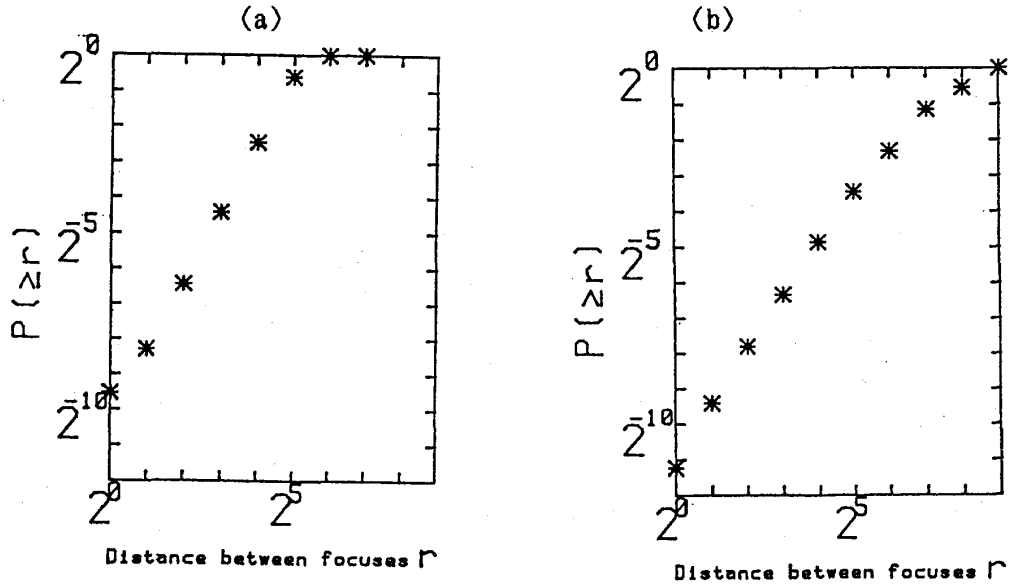 (a)
2^0
2^-5
2^-10
P(≥r)
2^0
2^5
Distance between focuses r
(b)
2^0
2^-5
2^-10
P(≥r)
2^0
2^5
Distance between focuses r